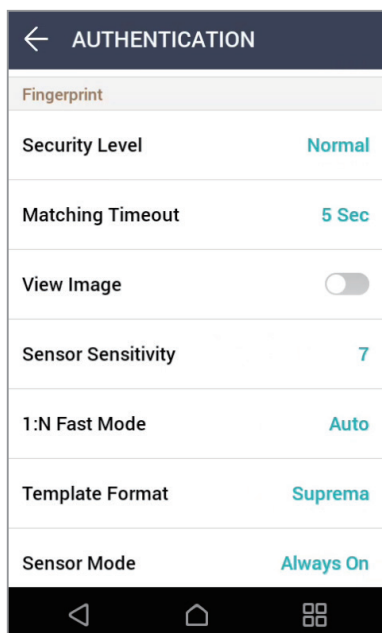 AUTHENTICATION
Fingerprint
Security Level Normal
Matching Timeout 5 Sec
View Image
Sensor Sensitivity 7
1:N Fast Mode Auto
Template Format Suprema
Sensor Mode Always On